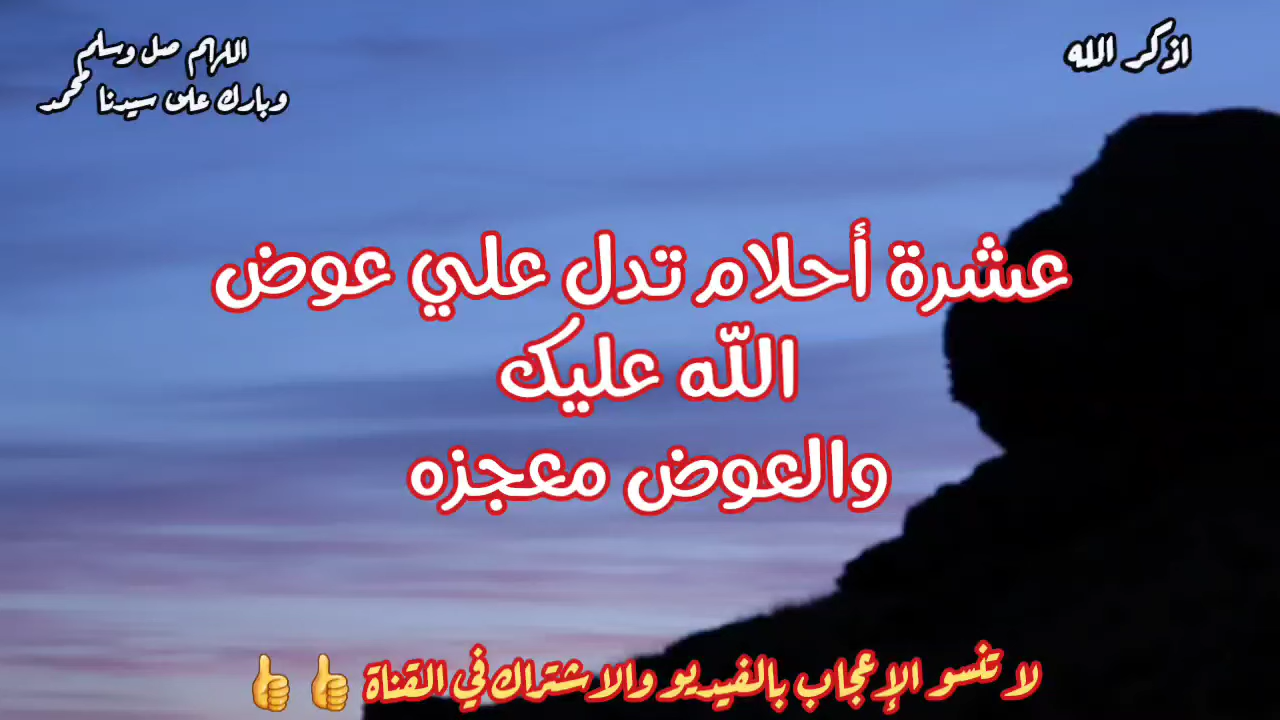 اذكر الله
اللهم صل وسلم
وبارك على سيدنا محمد
عشرة أحلام تدل علي عوض
اللّه عليك
والعوض معجزه
لا تنسو الإعجاب بالفيديو والاشتراك في القناة 👍👍